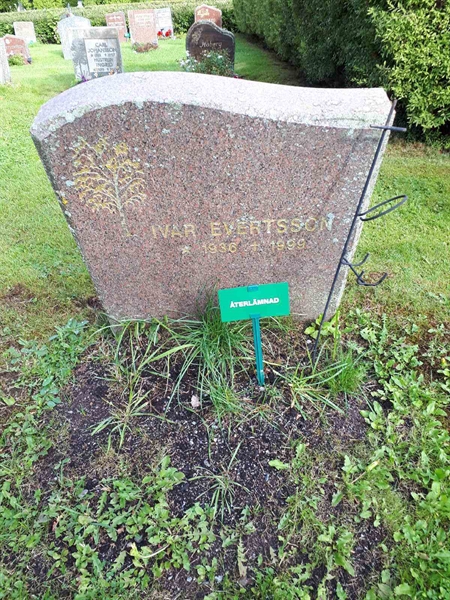 IVAR EVERTSSON
* 1936 † 1999
ÅTERLÄMNAD